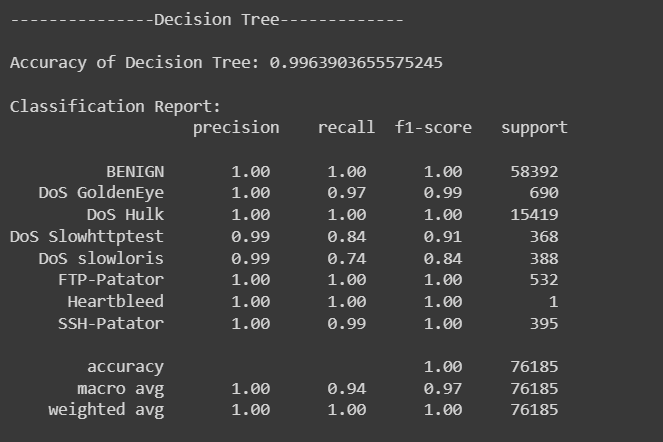 ---------------Decision Tree-------------
Accuracy of Decision Tree: 0.9963903655575245
Classification Report:
precision recall f1-score support
BENIGN 1.00 1.00 1.00 58392
DoS GoldenEye 1.00 0.97 0.99 690
DoS Hulk 1.00 1.00 1.00 15419
DoS Slowhttptest 0.99 0.84 0.91 368
DoS slowloris 0.99 0.74 0.84 388
FTP-Patator 1.00 1.00 1.00 532
Heartbleed 1.00 1.00 1.00 1
SSH-Patator 1.00 0.99 1.00 395
accuracy 1.00 76185
macro avg 1.00 0.94 0.97 76185
weighted avg 1.00 1.00 1.00 76185